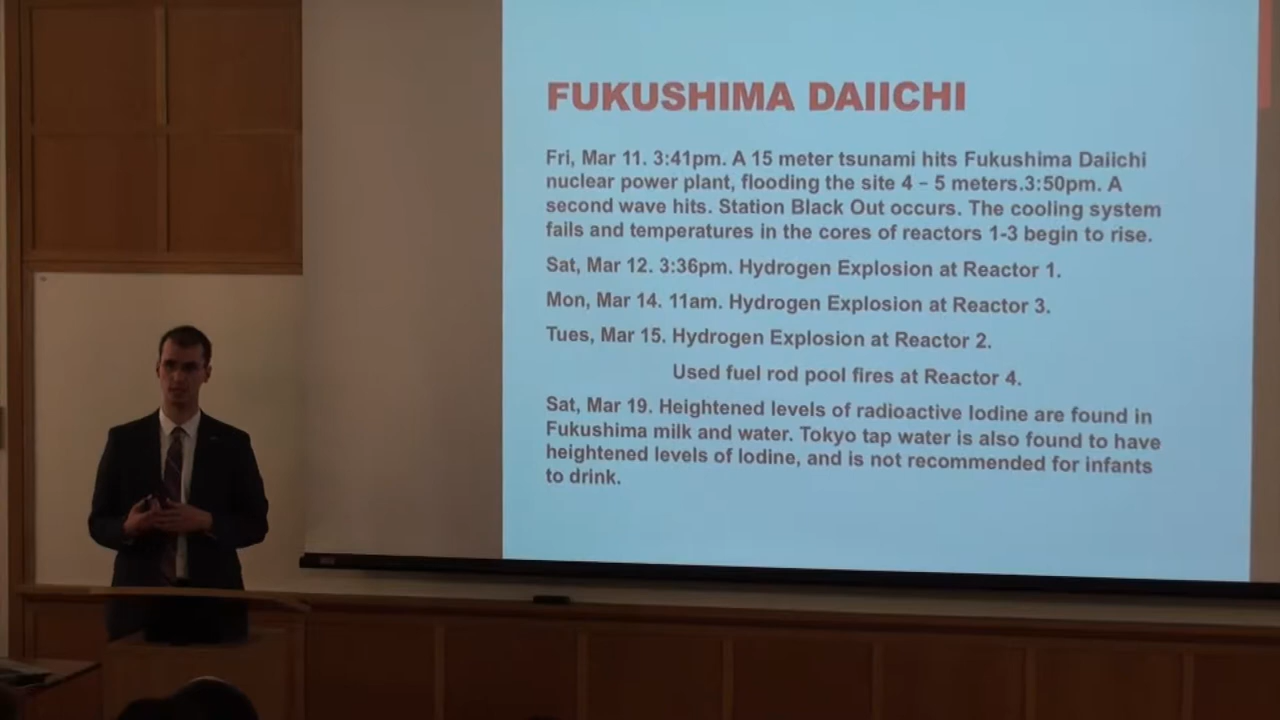 FUKUSHIMA DAIICHI
Fri, Mar 11. 3:41pm. A 15 meter tsunami hits Fukushima Daiichi
nuclear power plant, flooding the site 4 – 5 meters.3:50pm. A
second wave hits. Station Black Out occurs. The cooling system
fails and temperatures in the cores of reactors 1-3 begin to rise.
Sat, Mar 12. 3:36pm. Hydrogen Explosion at Reactor 1.
Mon, Mar 14. 11am. Hydrogen Explosion at Reactor 3.
Tues, Mar 15. Hydrogen Explosion at Reactor 2.
Used fuel rod pool fires at Reactor 4.
Sat, Mar 19. Heightened levels of radioactive Iodine are found in
Fukushima milk and water. Tokyo tap water is also found to have
heightened levels of Iodine, and is not recommended for infants
to drink.